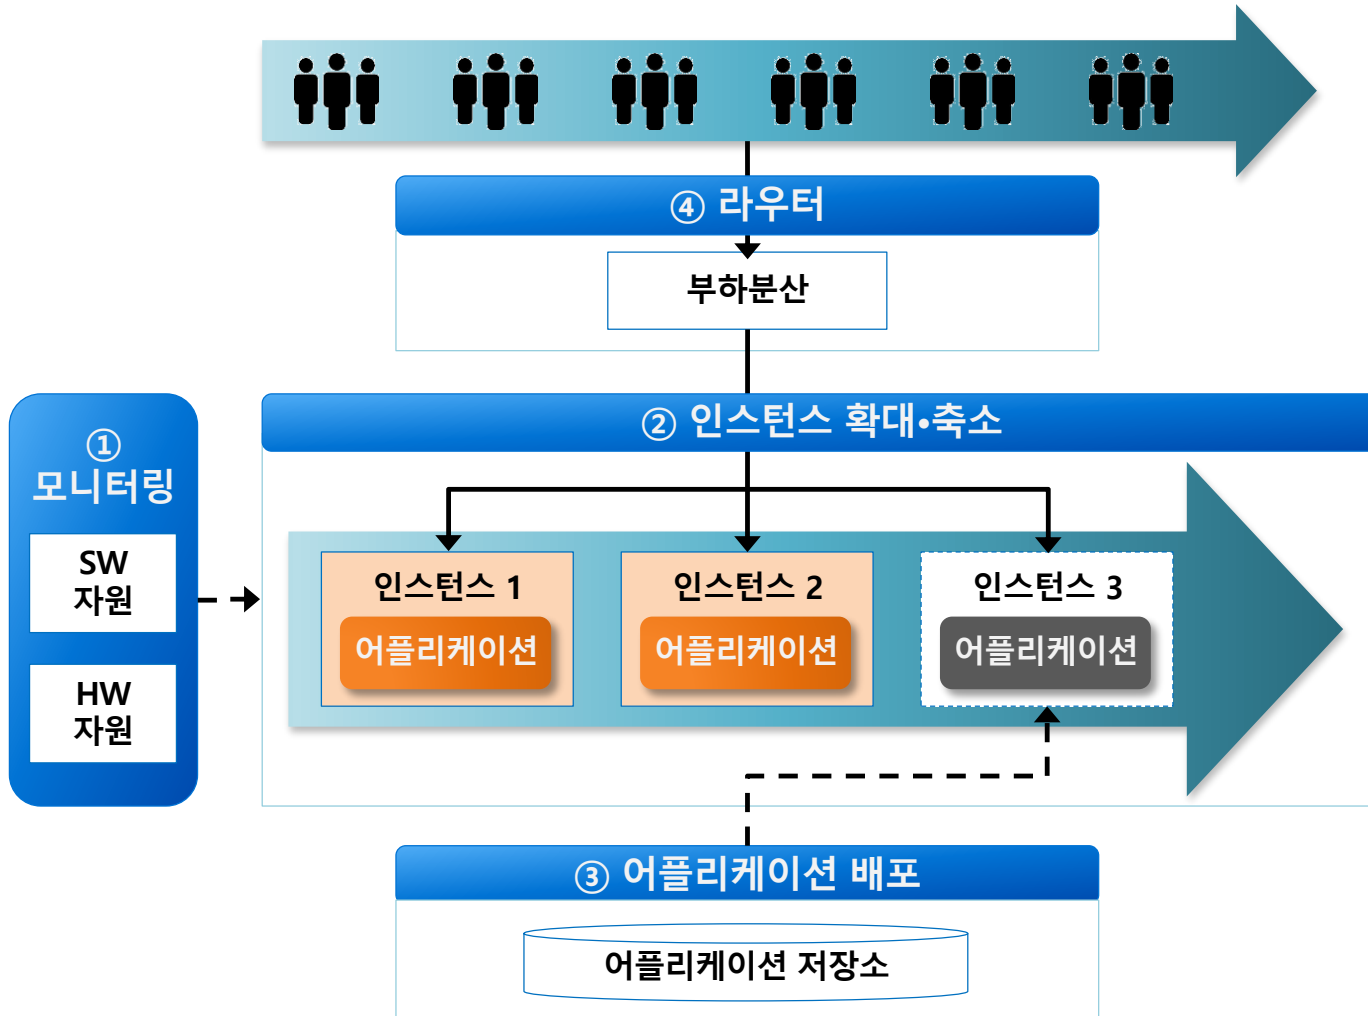 ④ 라우터
부하분산
② 인스턴스 확대•축소
①
모니터링
SW
자원
HW
자원
인스턴스 1
어플리케이션
인스턴스 2
어플리케이션
인스턴스 3
어플리케이션
③ 어플리케이션 배포
어플리케이션 저장소